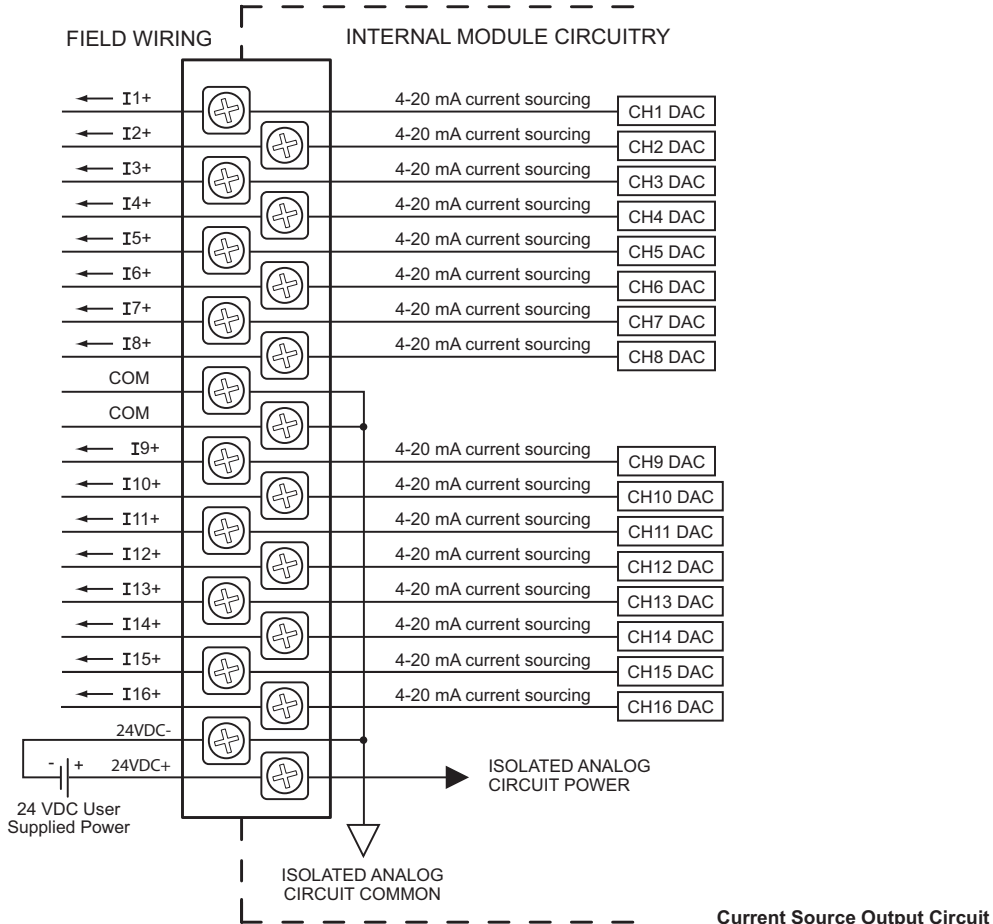 FIELD WIRING
INTERNAL MODULE CIRCUITRY
I1+ 4-20 mA current sourcing CH1 DAC
I2+ 4-20 mA current sourcing CH2 DAC
I3+ 4-20 mA current sourcing CH3 DAC
I4+ 4-20 mA current sourcing CH4 DAC
I5+ 4-20 mA current sourcing CH5 DAC
I6+ 4-20 mA current sourcing CH6 DAC
I7+ 4-20 mA current sourcing CH7 DAC
I8+ 4-20 mA current sourcing CH8 DAC
COM
COM
I9+ 4-20 mA current sourcing CH9 DAC
I10+ 4-20 mA current sourcing CH10 DAC
I11+ 4-20 mA current sourcing CH11 DAC
I12+ 4-20 mA current sourcing CH12 DAC
I13+ 4-20 mA current sourcing CH13 DAC
I14+ 4-20 mA current sourcing CH14 DAC
I15+ 4-20 mA current sourcing CH15 DAC
I16+ 4-20 mA current sourcing CH16 DAC
24VDC-
- + 24VDC+
ISOLATED ANALOG
CIRCUIT POWER
24 VDC User
Supplied Power
ISOLATED ANALOG
CIRCUIT COMMON
Current Source Output Circuit